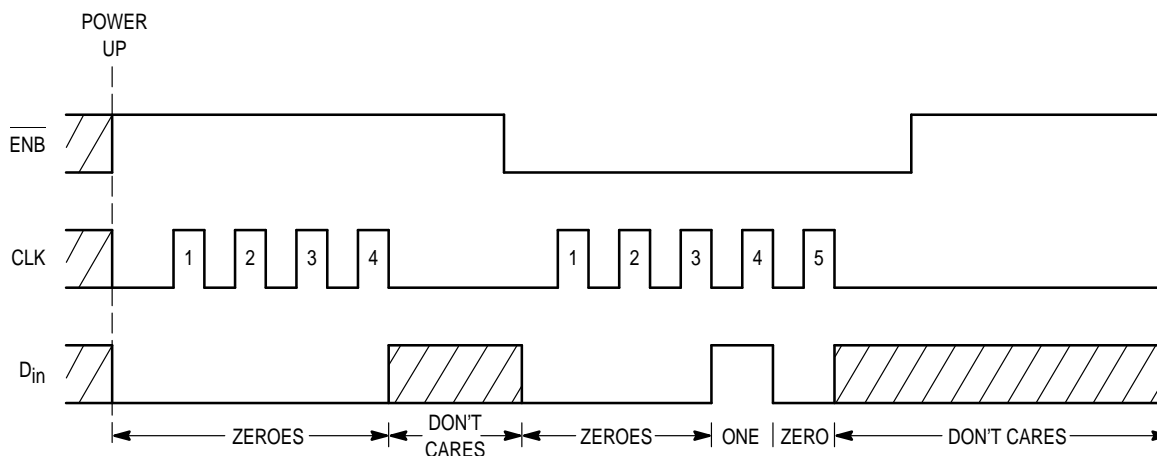 POWER
UP
ENB
CLK
1 2 3 4 1 2 3 4 5
Din
ZEROES DON'T CARES ZEROES ONE ZERO DON'T CARES